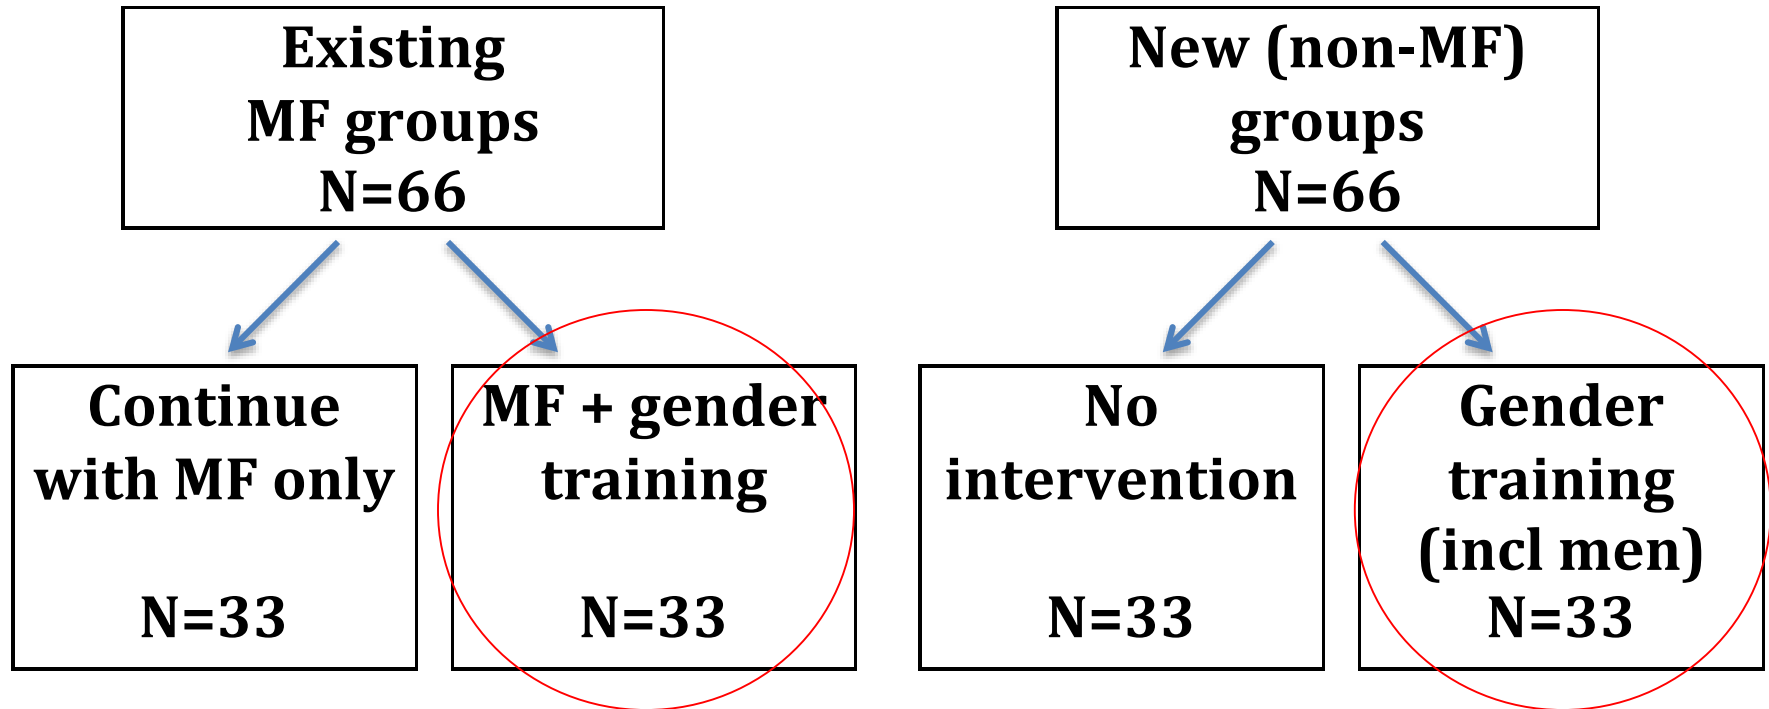 Existing
MF groups
N=66
New (non-MF)
groups
N=66
Continue
with MF only
N=33
MF + gender
training
N=33
No
intervention
N=33
Gender
training
(incl men)
N=33